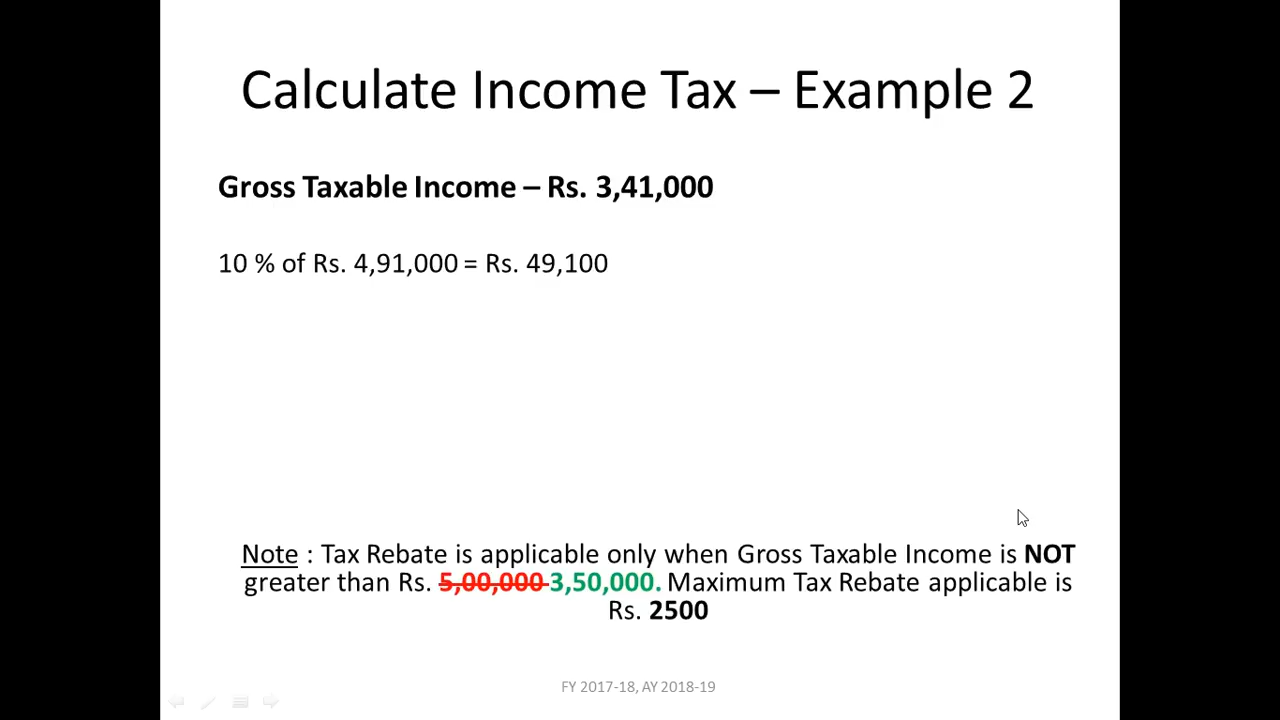 Calculate Income Tax – Example 2
Gross Taxable Income – Rs. 3,41,000
10 % of Rs. 4,91,000 = Rs. 49,100
Note : Tax Rebate is applicable only when Gross Taxable Income is NOT
greater than Rs. 5,00,000 3,50,000. Maximum Tax Rebate applicable is
Rs. 2500
FY 2017-18, AY 2018-19